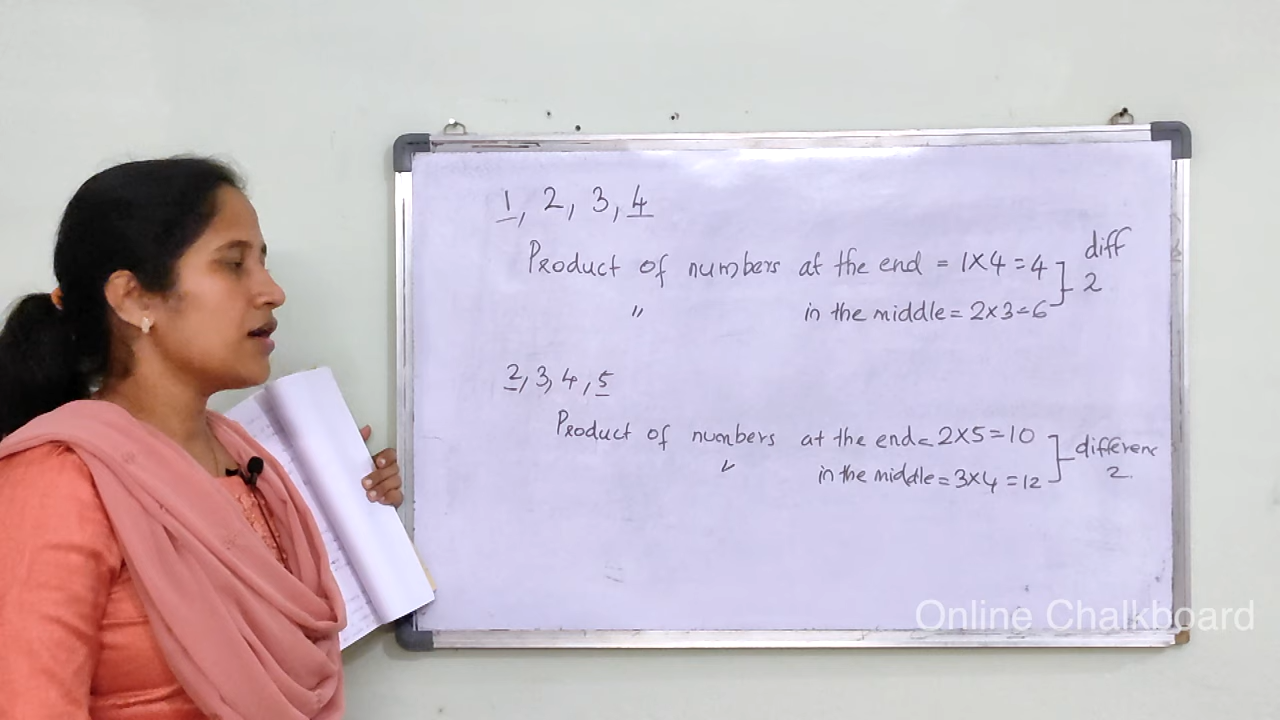 1, 2, 3, 4
Product of numbers at the end = 1×4 = 4
diff
2
" in the middle = 2×3 = 6
2, 3, 4, 5
Product of numbers at the end = 2×5 = 10
differenc
2.
" in the middle = 3×4 = 12
Online Chalkboard